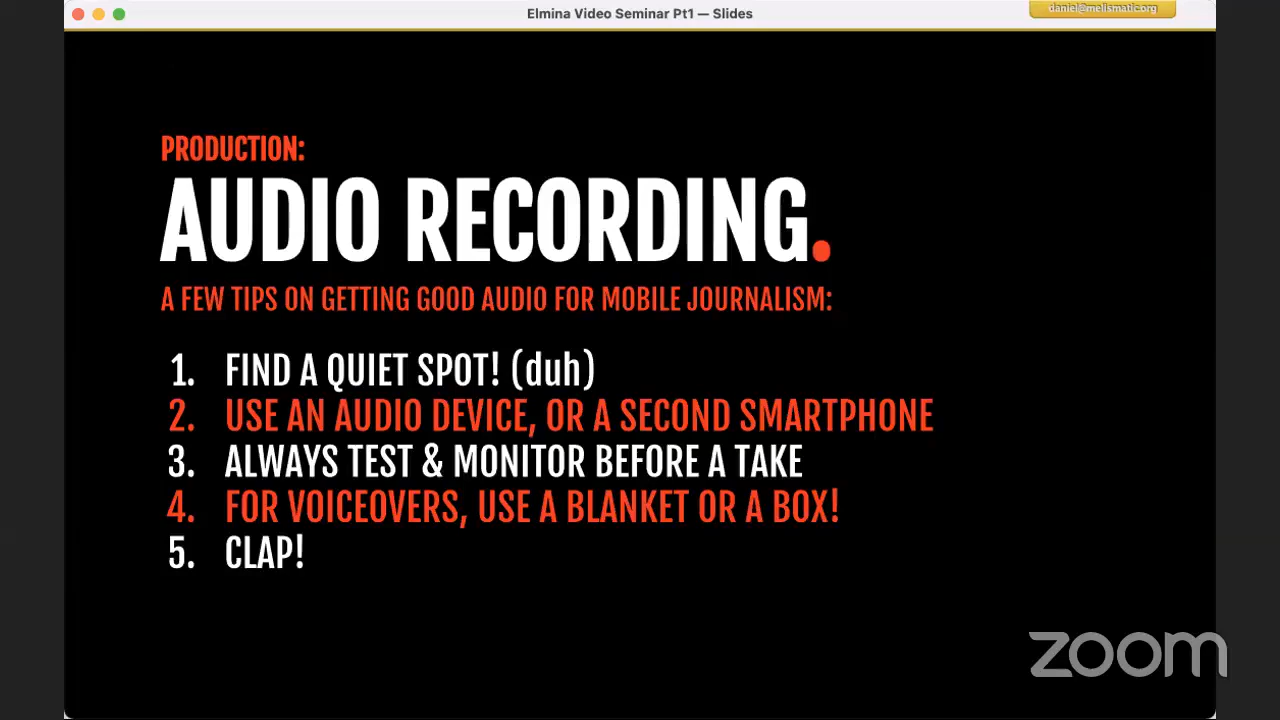 Elmina Video Seminar Pt1 — Slides
daniel@melismatic.org
PRODUCTION:
AUDIO RECORDING.
A FEW TIPS ON GETTING GOOD AUDIO FOR MOBILE JOURNALISM:
1. FIND A QUIET SPOT! (duh)
2. USE AN AUDIO DEVICE, OR A SECOND SMARTPHONE
3. ALWAYS TEST & MONITOR BEFORE A TAKE
4. FOR VOICEOVERS, USE A BLANKET OR A BOX!
5. CLAP!
zoom